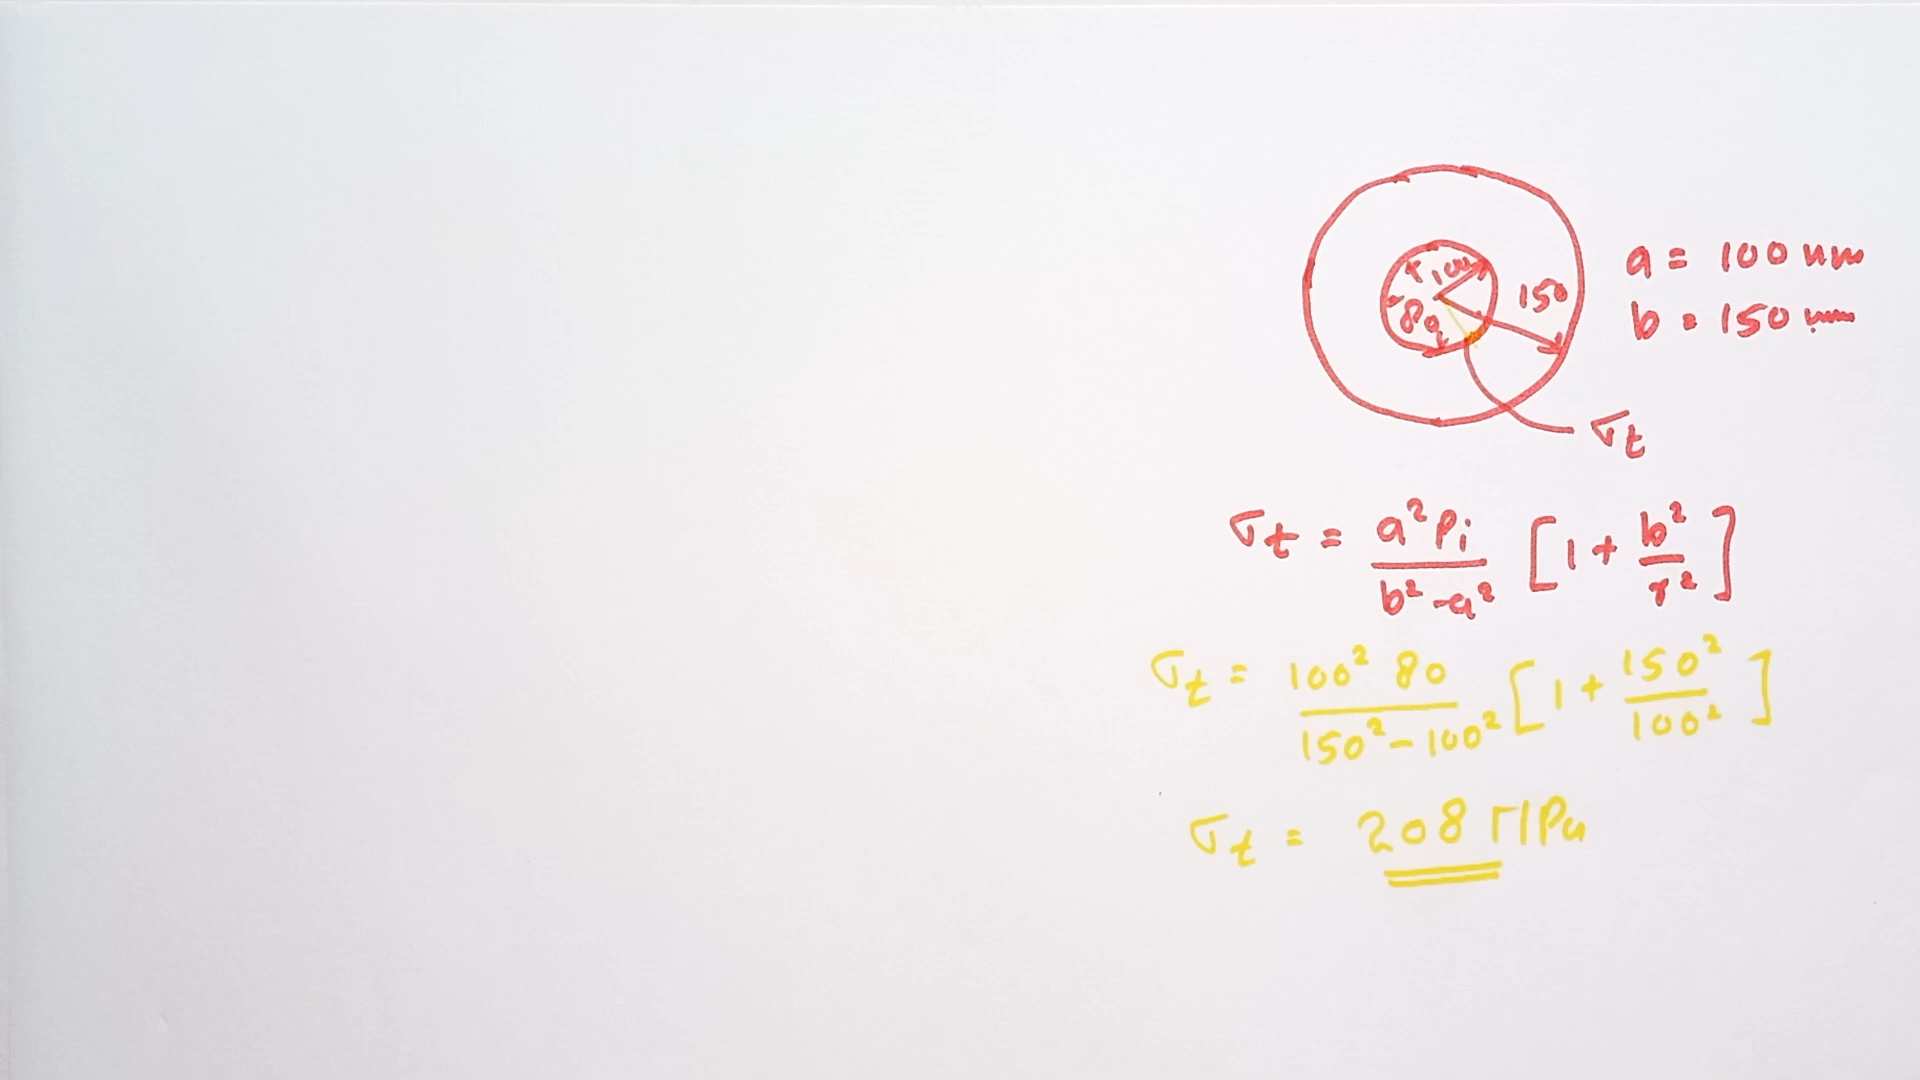 100
80
150
a = 100 mm
b = 150 mm
σt
σt = a²Pi / b² - a² [1 + b² / r²]
σt = 100² 80 / 150² - 100² [1 + 150² / 100²]
σt = 208 MPa